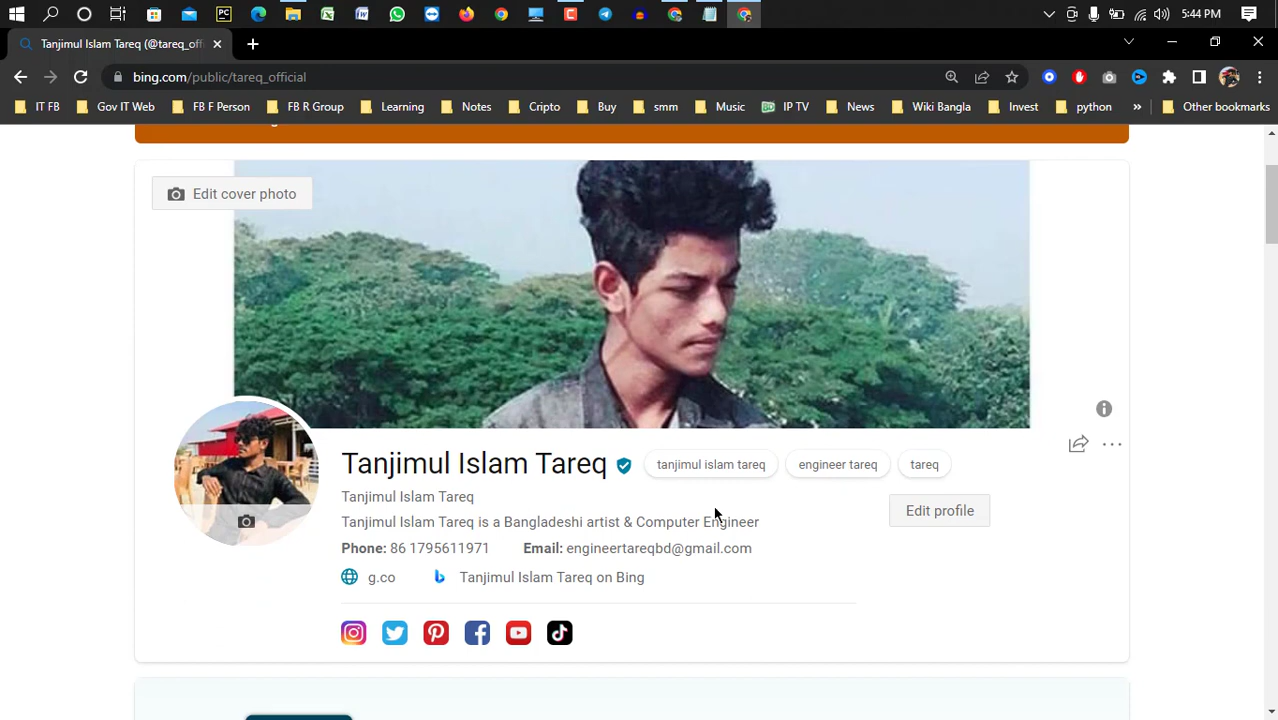 5:44 PM
Tanjimul Islam Tareq (@tareq_offi
bing.com/public/tareq_official
IT FB
Gov IT Web
FB F Person
FB R Group
Learning
Notes
Cripto
Buy
smm
Music
BD IP TV
News
Wiki Bangla
Invest
python
»
Other bookmarks
Edit cover photo
Tanjimul Islam Tareq
tanjimul islam tareq
engineer tareq
tareq
Tanjimul Islam Tareq
Tanjimul Islam Tareq is a Bangladeshi artist & Computer Engineer
Edit profile
Phone: 86 1795611971 Email: engineertareqbd@gmail.com
g.co
Tanjimul Islam Tareq on Bing